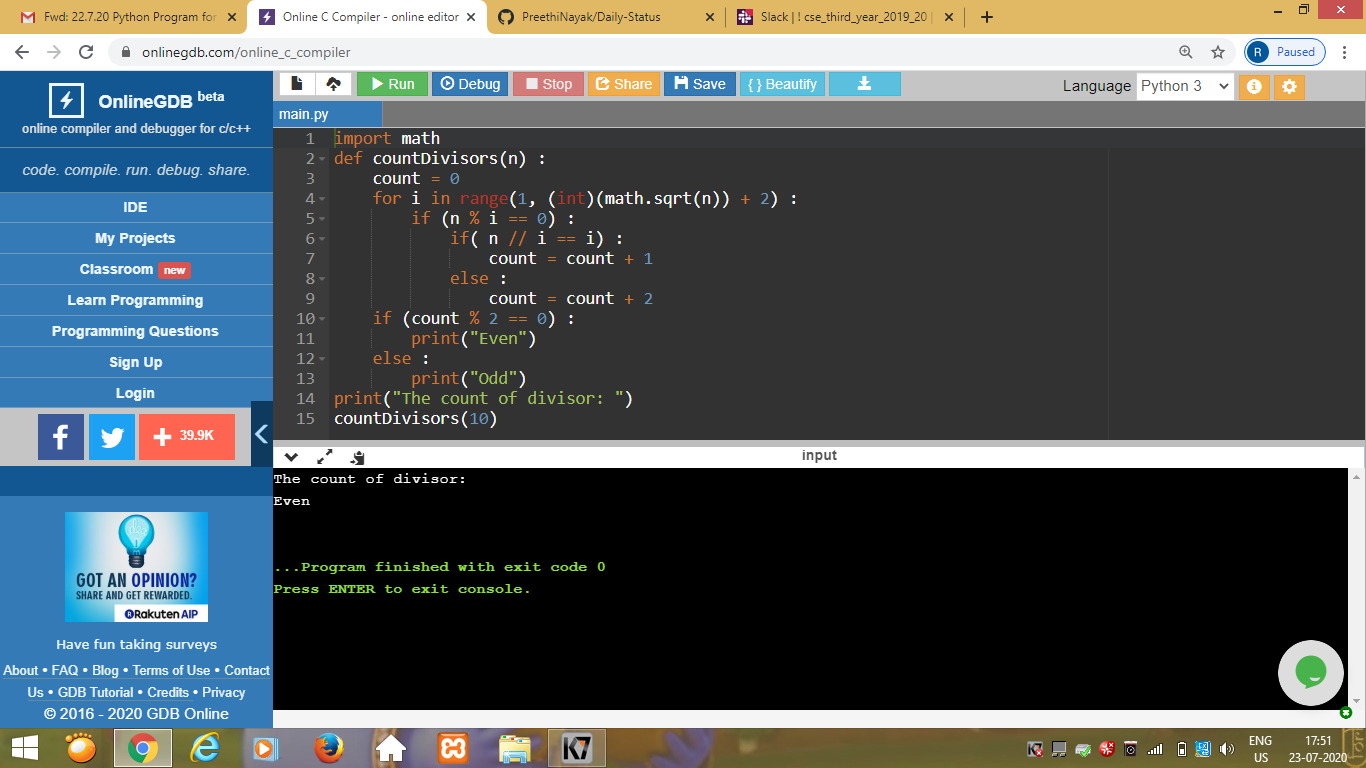 Fwd: 22.7.20 Python Program for
Online C Compiler - online editor
PreethiNayak/Daily-Status
Slack | ! cse_third_year_2019_20 |
onlinegdb.com/online_c_compiler
R Paused
OnlineGDB beta
online compiler and debugger for c/c++
code. compile. run. debug. share.
IDE
My Projects
Classroom new
Learn Programming
Programming Questions
Sign Up
Login
f
+ 39.9K
GOT AN OPINION?
SHARE AND GET REWARDED.
Rakuten AIP
Have fun taking surveys
About • FAQ • Blog • Terms of Use • Contact
Us • GDB Tutorial • Credits • Privacy
© 2016 - 2020 GDB Online
Run Debug Stop Share Save { } Beautify
Language Python 3
main.py
1 import math
2 def countDivisors(n) :
3     count = 0
4     for i in range(1, (int)(math.sqrt(n)) + 2) :
5         if (n % i == 0) :
6             if( n // i == i) :
7                 count = count + 1
8             else :
9                 count = count + 2
10     if (count % 2 == 0) :
11         print("Even")
12     else :
13         print("Odd")
14 print("The count of divisor: ")
15 countDivisors(10)
input
The count of divisor:
Even
...Program finished with exit code 0
Press ENTER to exit console.
ENG
US
17:51
23-07-2020